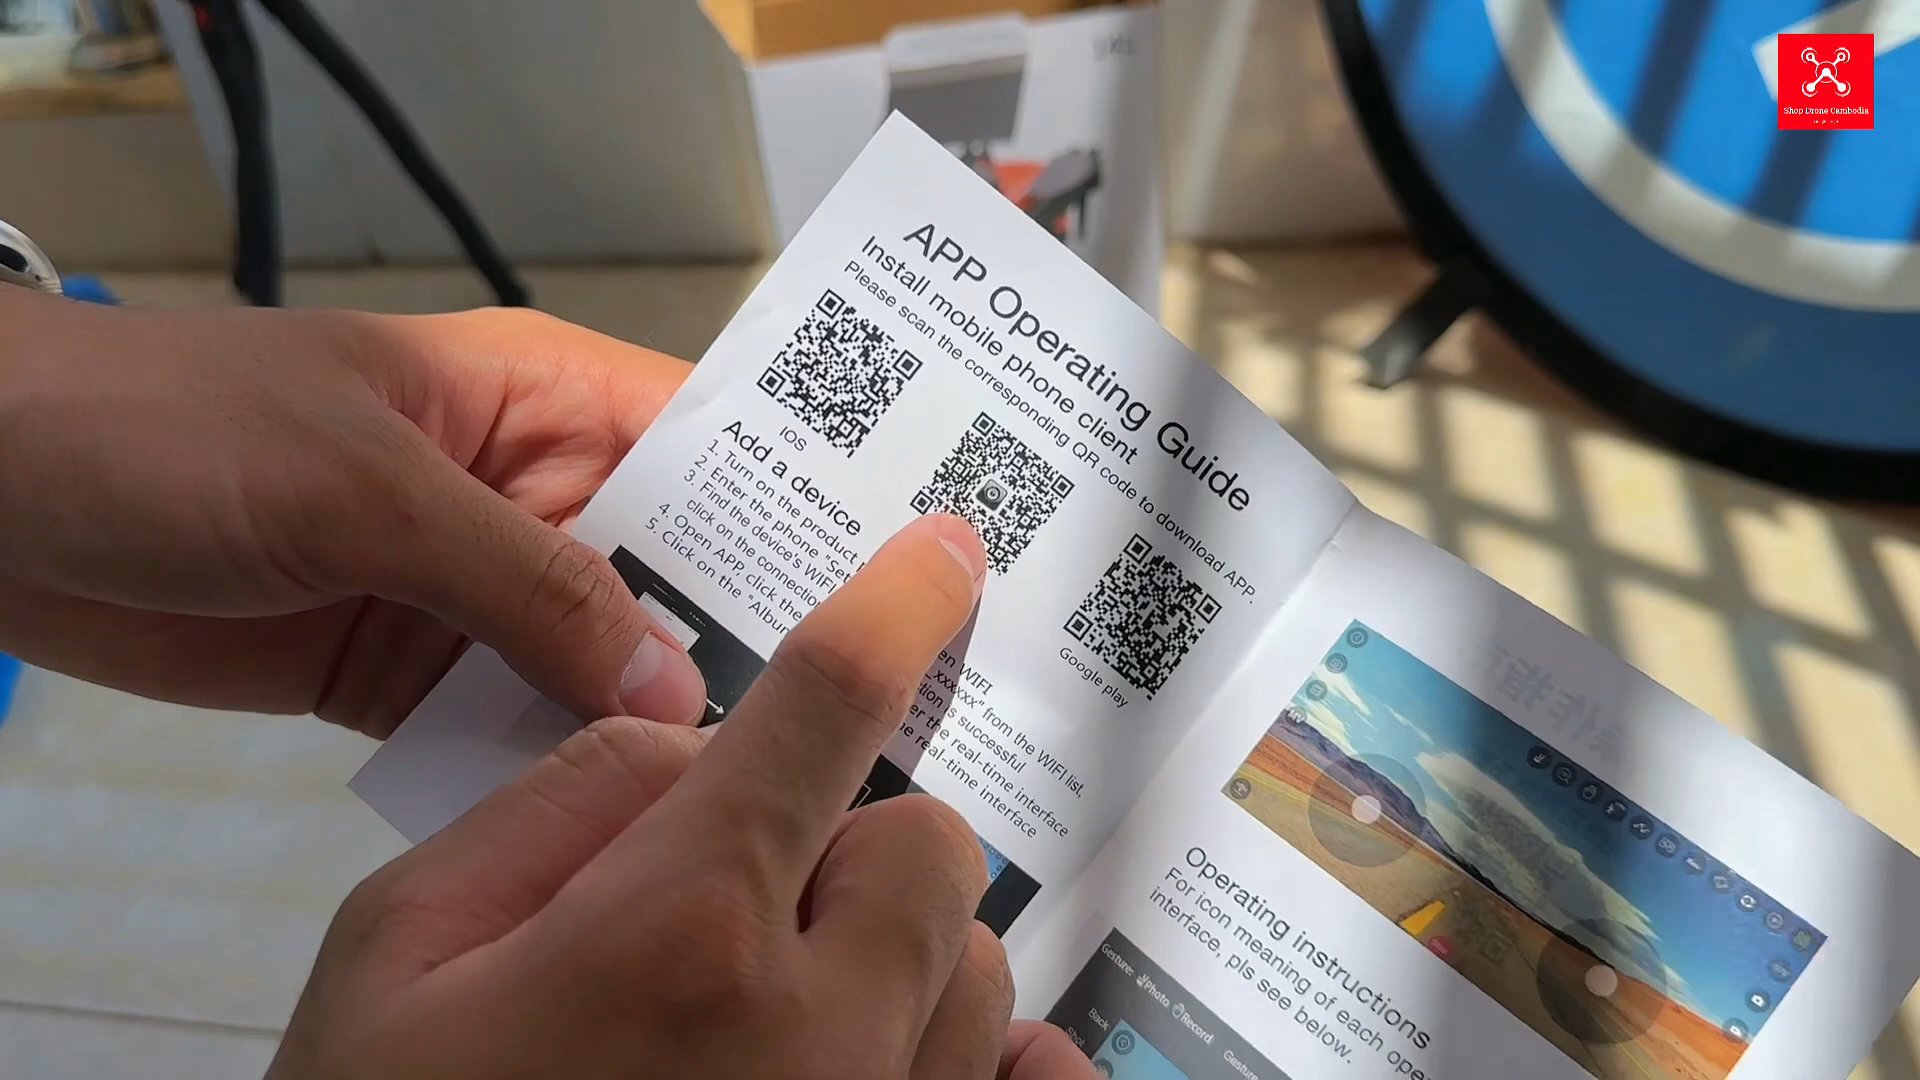 Shop Drone Cambodia
APP Operating Guide
Install mobile phone client
Please scan the corresponding QR code to download APP.
iOS
Google play
Add a device
1. Turn on the product
2. Enter the phone "Set
en WIFI
3. Find the device's WIFI
_xxxxxx" from the WIFI list,
click on the connection
tion is successful
4. Open APP, click the
er the real-time interface
5. Click on the "Album
he real-time interface
MV
Operating instructions
For icon meaning of each ope
interface, pls see below.
Gesture: Photo Record
Gesture
Back
Shot